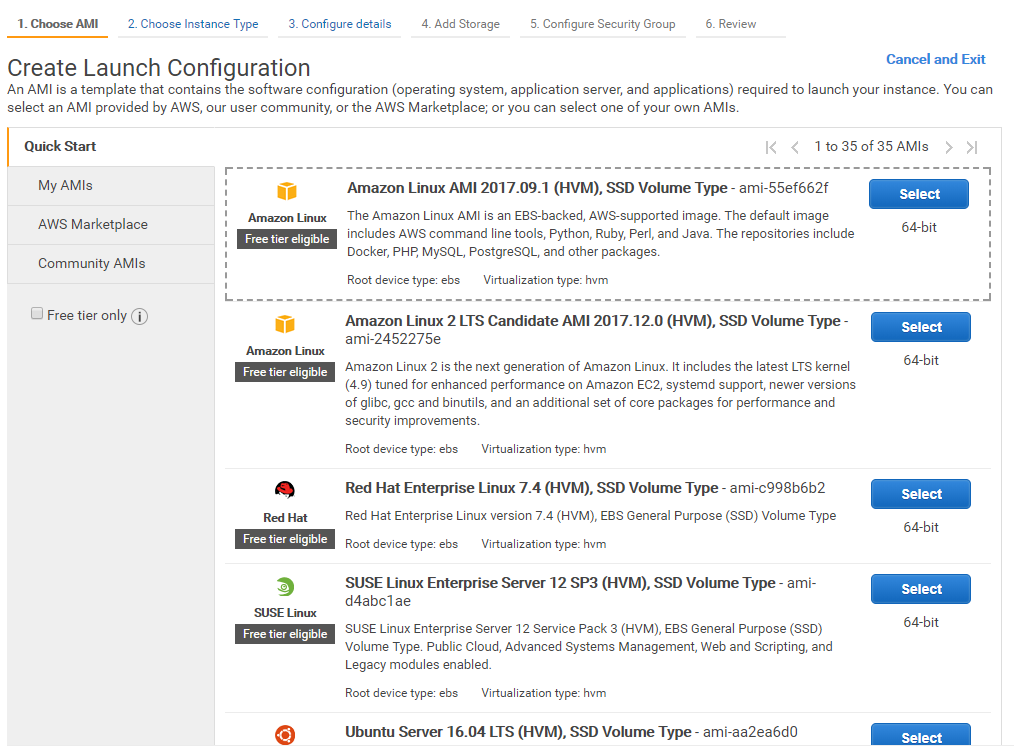 1. Choose AMI 2. Choose Instance Type 3. Configure details 4. Add Storage 5. Configure Security Group 6. Review
Create Launch Configuration
Cancel and Exit
An AMI is a template that contains the software configuration (operating system, application server, and applications) required to launch your instance. You can
select an AMI provided by AWS, our user community, or the AWS Marketplace; or you can select one of your own AMIs.
Quick Start
My AMIs
AWS Marketplace
Community AMIs
Free tier only
1 to 35 of 35 AMIs
Amazon Linux
Free tier eligible
Amazon Linux AMI 2017.09.1 (HVM), SSD Volume Type - ami-55ef662f
The Amazon Linux AMI is an EBS-backed, AWS-supported image. The default image
includes AWS command line tools, Python, Ruby, Perl, and Java. The repositories include
Docker, PHP, MySQL, PostgreSQL, and other packages.
Root device type: ebs Virtualization type: hvm
Select
64-bit
Amazon Linux
Free tier eligible
Amazon Linux 2 LTS Candidate AMI 2017.12.0 (HVM), SSD Volume Type -
ami-2452275e
Amazon Linux 2 is the next generation of Amazon Linux. It includes the latest LTS kernel
(4.9) tuned for enhanced performance on Amazon EC2, systemd support, newer versions
of glibc, gcc and binutils, and an additional set of core packages for performance and
security improvements.
Root device type: ebs Virtualization type: hvm
Select
64-bit
Red Hat
Free tier eligible
Red Hat Enterprise Linux 7.4 (HVM), SSD Volume Type - ami-c998b6b2
Red Hat Enterprise Linux version 7.4 (HVM), EBS General Purpose (SSD) Volume Type
Root device type: ebs Virtualization type: hvm
Select
64-bit
SUSE Linux
Free tier eligible
SUSE Linux Enterprise Server 12 SP3 (HVM), SSD Volume Type - ami-
d4abc1ae
SUSE Linux Enterprise Server 12 Service Pack 3 (HVM), EBS General Purpose (SSD)
Volume Type. Public Cloud, Advanced Systems Management, Web and Scripting, and
Legacy modules enabled.
Root device type: ebs Virtualization type: hvm
Select
64-bit
Ubuntu Server 16.04 LTS (HVM), SSD Volume Type - ami-aa2ea6d0
Select